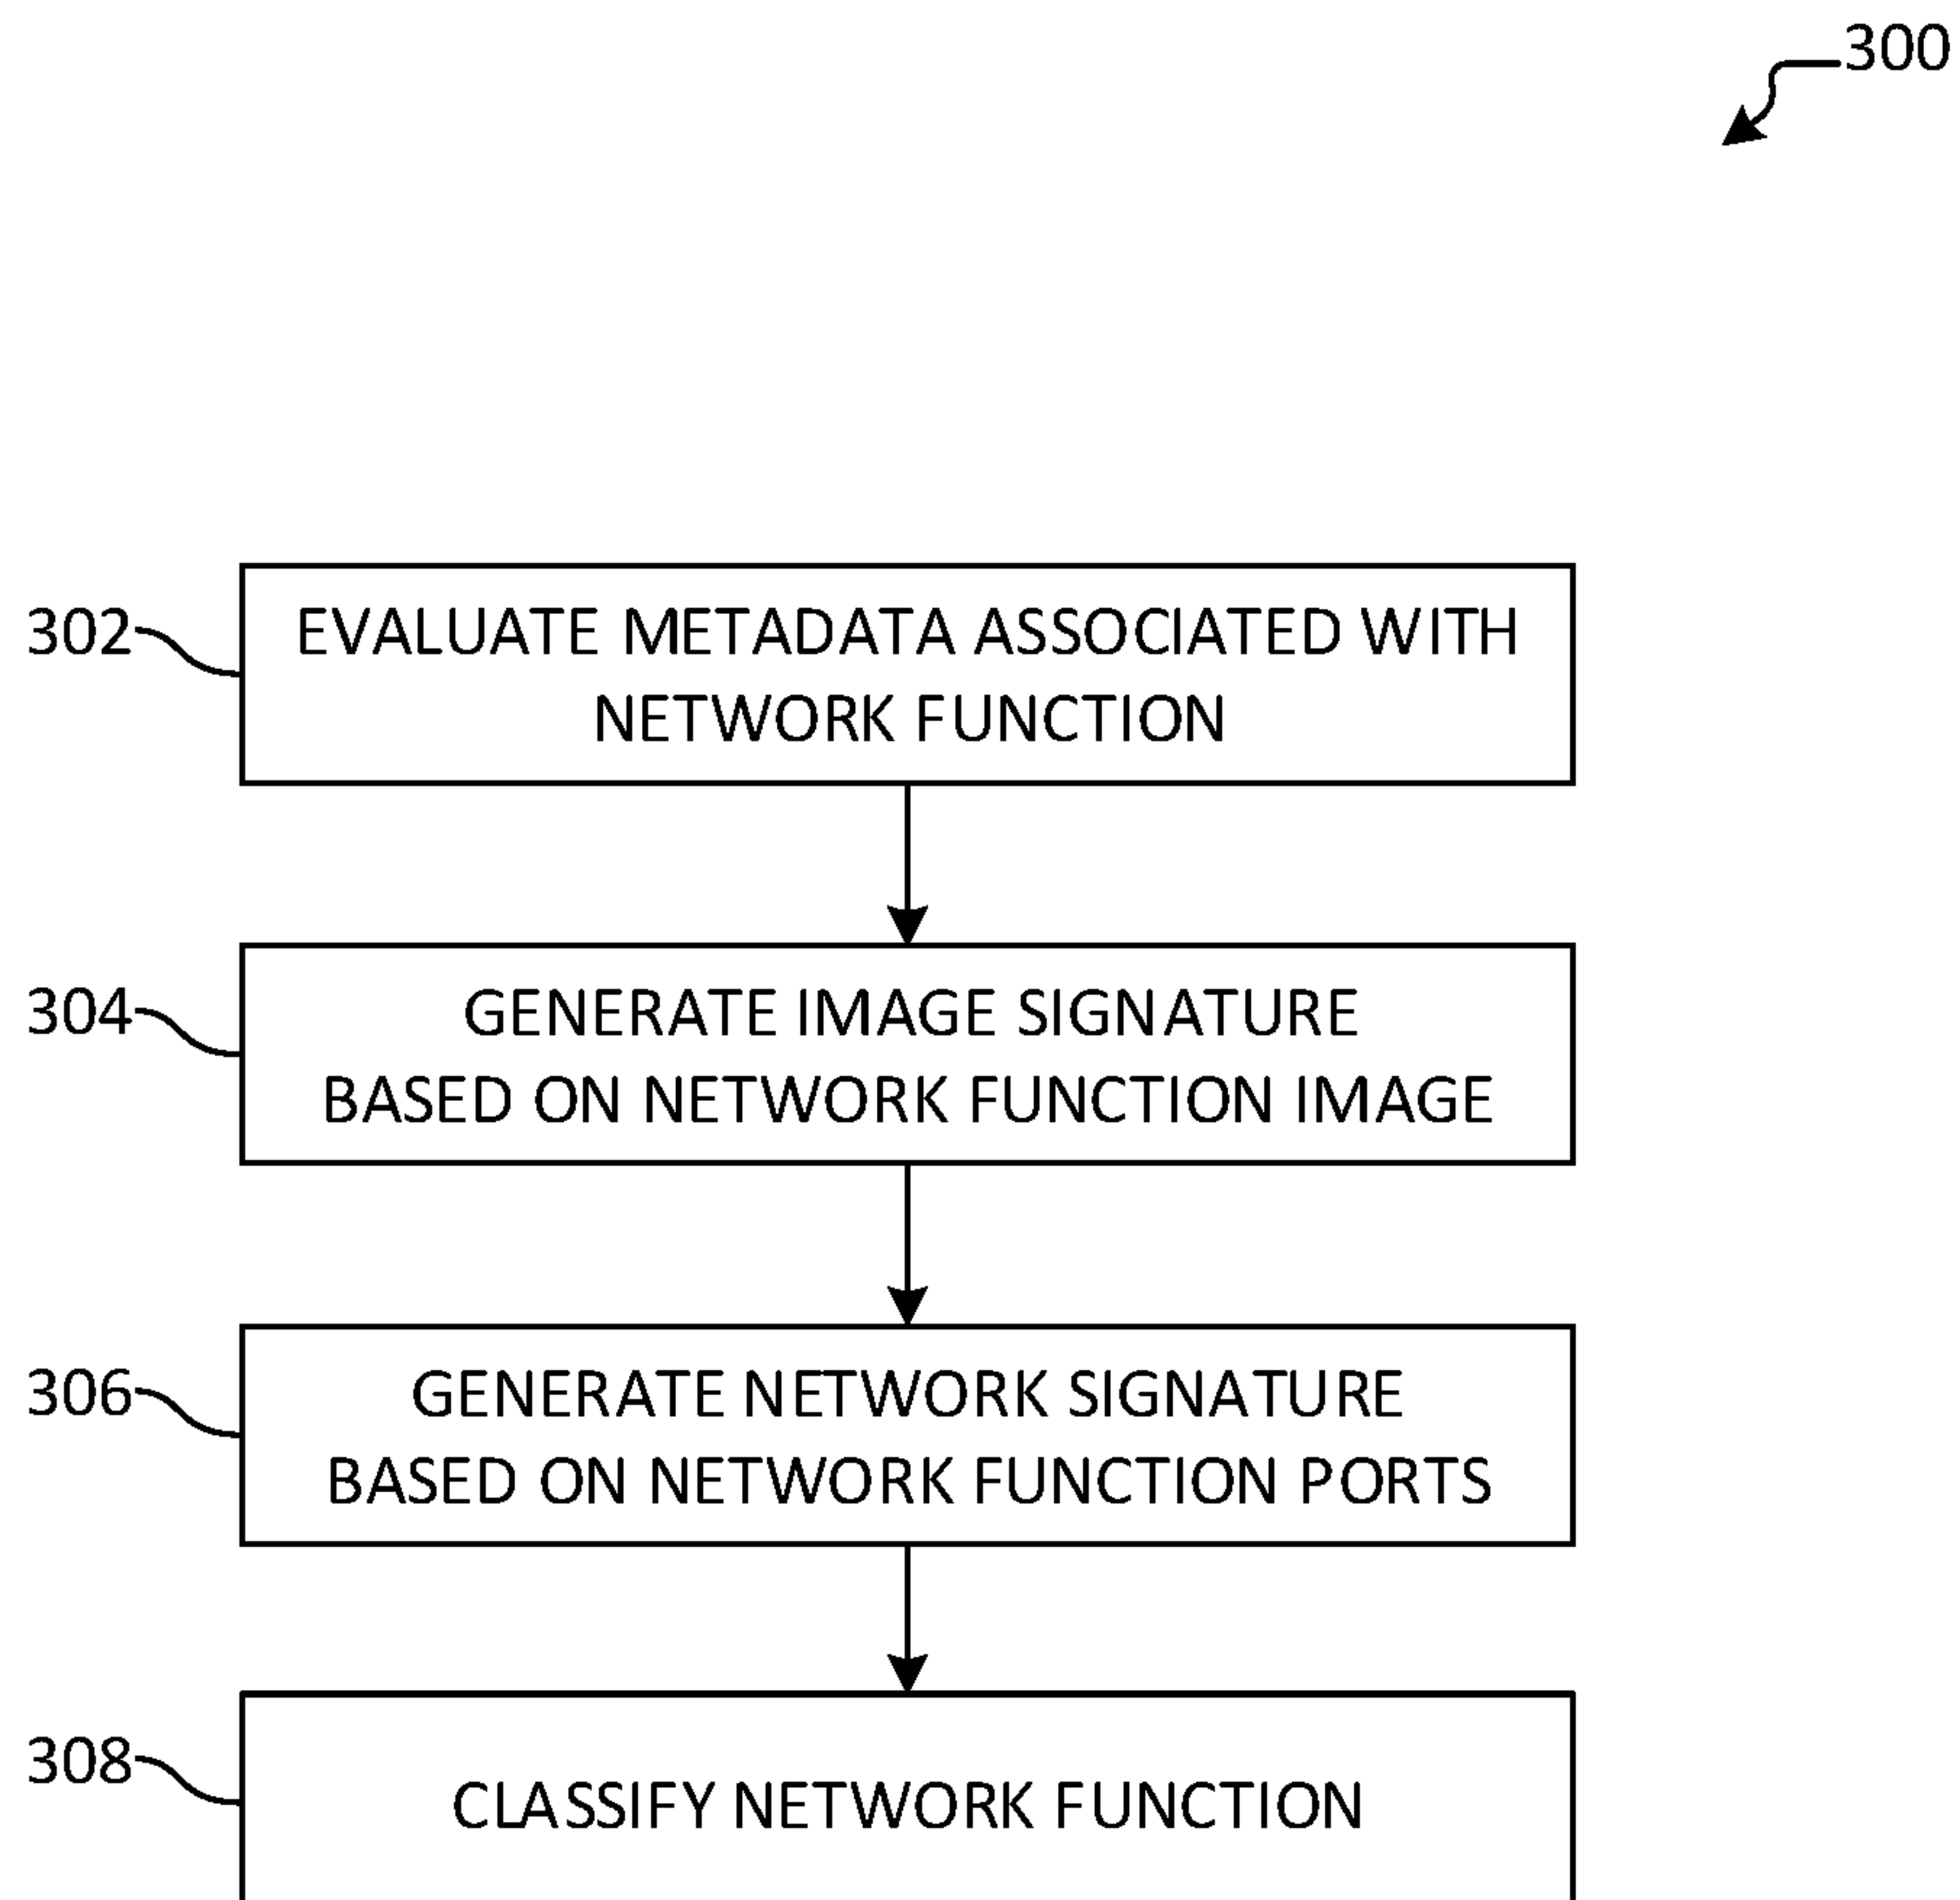 300
302
EVALUATE METADATA ASSOCIATED WITH
NETWORK FUNCTION
304
GENERATE IMAGE SIGNATURE
BASED ON NETWORK FUNCTION IMAGE
306
GENERATE NETWORK SIGNATURE
BASED ON NETWORK FUNCTION PORTS
308
CLASSIFY NETWORK FUNCTION